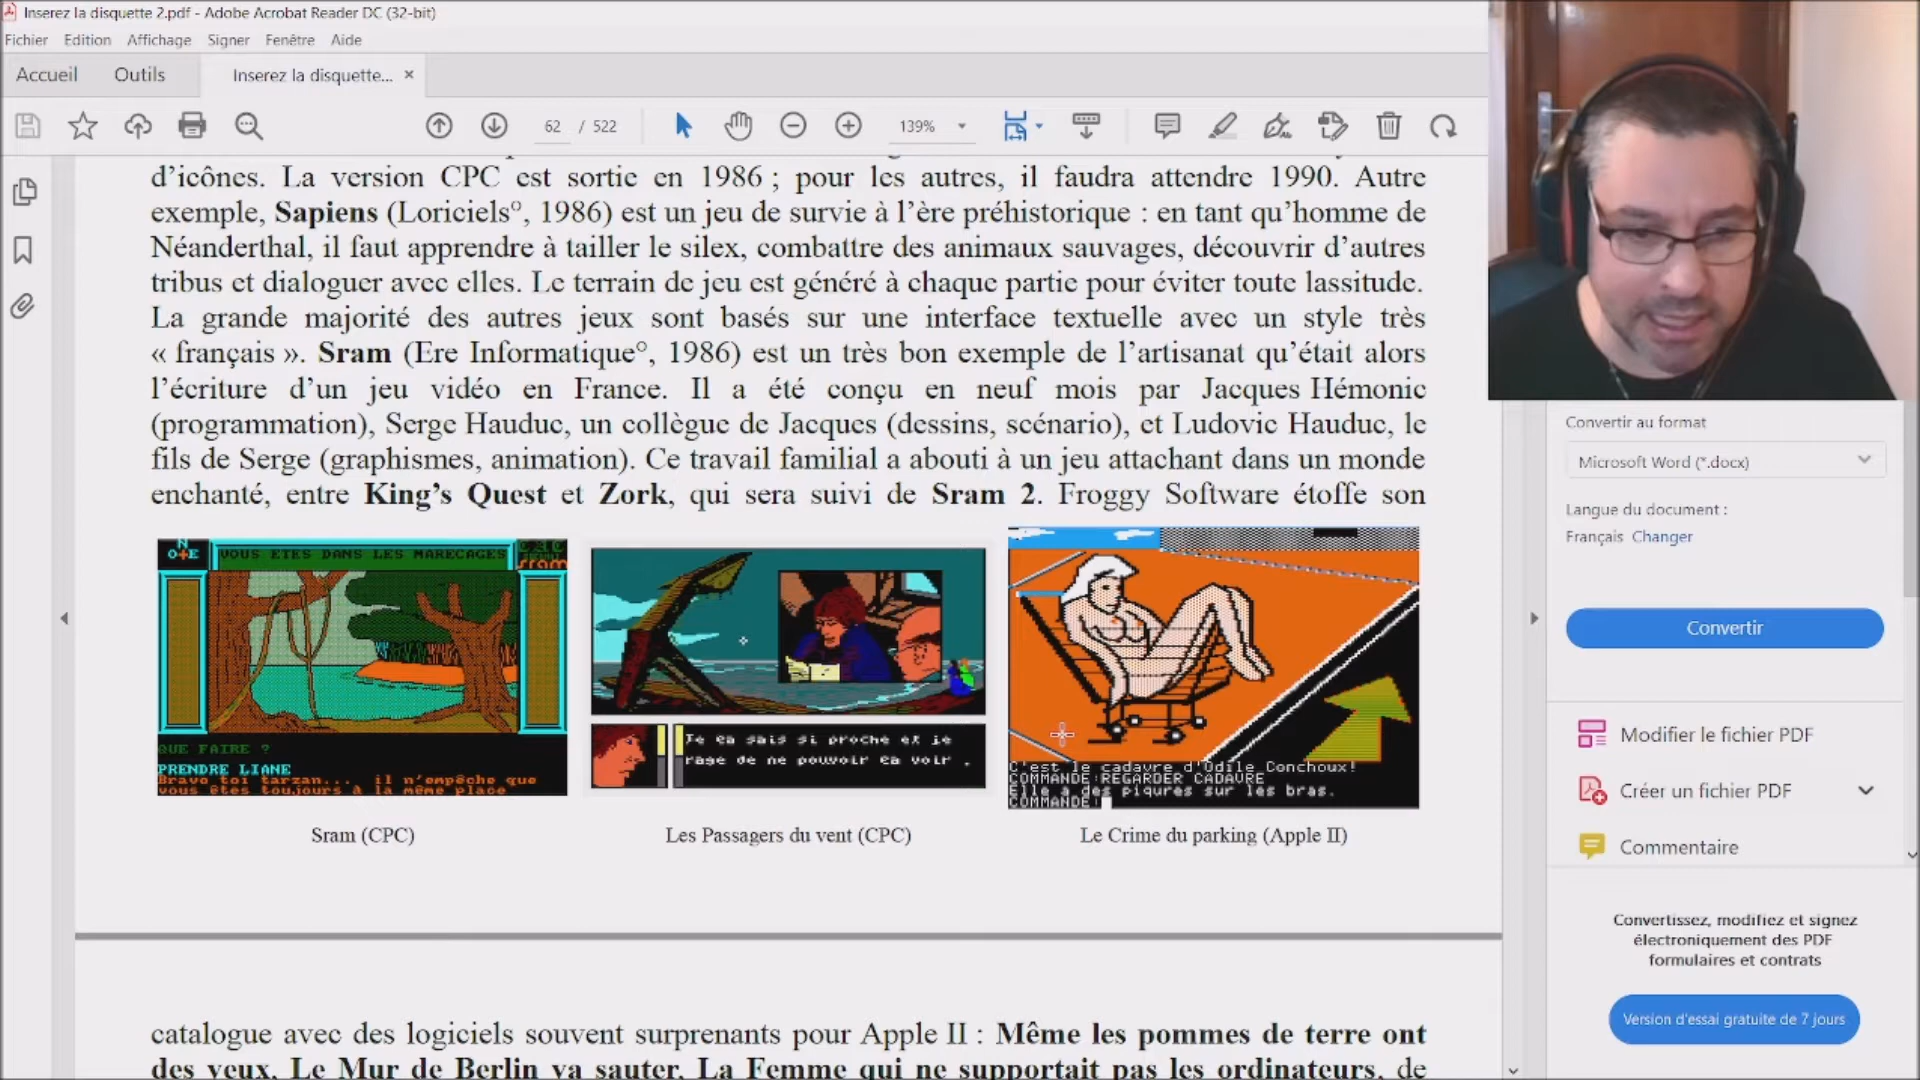 Inserez la disquette 2.pdf - Adobe Acrobat Reader DC (32-bit)
Fichier Edition Affichage Signer Fenêtre Aide
Accueil Outils Inserez la disquette... ×
62 / 522 139%
d'icônes. La version CPC est sortie en 1986 ; pour les autres, il faudra attendre 1990. Autre
exemple, Sapiens (Loriciels°, 1986) est un jeu de survie à l'ère préhistorique : en tant qu'homme de
Néanderthal, il faut apprendre à tailler le silex, combattre des animaux sauvages, découvrir d'autres
tribus et dialoguer avec elles. Le terrain de jeu est généré à chaque partie pour éviter toute lassitude.
La grande majorité des autres jeux sont basés sur une interface textuelle avec un style très
« français ». Sram (Ere Informatique°, 1986) est un très bon exemple de l'artisanat qu'était alors
l'écriture d'un jeu vidéo en France. Il a été conçu en neuf mois par Jacques Hémonic
(programmation), Serge Hauduc, un collègue de Jacques (dessins, scénario), et Ludovic Hauduc, le
fils de Serge (graphismes, animation). Ce travail familial a abouti à un jeu attachant dans un monde
enchanté, entre King's Quest et Zork, qui sera suivi de Sram 2. Froggy Software étoffe son
N
O+E VOUS ETES DANS LES MARECAGES
sram
QUE FAIRE ?
PRENDRE LIANE
Bravo toi tarzan... il n'empêche que
vous êtes toujours à la même place
Je la sais si proche et je
rage de ne pouvoir la voir .
C'est le cadavre d'Odile Conchoux!
COMMANDE:REGARDER CADAVRE
Elle a des piqures sur les bras.
COMMANDE:
Sram (CPC)
Les Passagers du vent (CPC)
Le Crime du parking (Apple II)
catalogue avec des logiciels souvent surprenants pour Apple II : Même les pommes de terre ont
des yeux, Le Mur de Berlin va sauter, La Femme qui ne supportait pas les ordinateurs, de
Convertir au format
Microsoft Word (*.docx)
Langue du document :
Français Changer
Convertir
Modifier le fichier PDF
Créer un fichier PDF
Commentaire
Convertissez, modifiez et signez
électroniquement des PDF
formulaires et contrats
Version d'essai gratuite de 7 jours